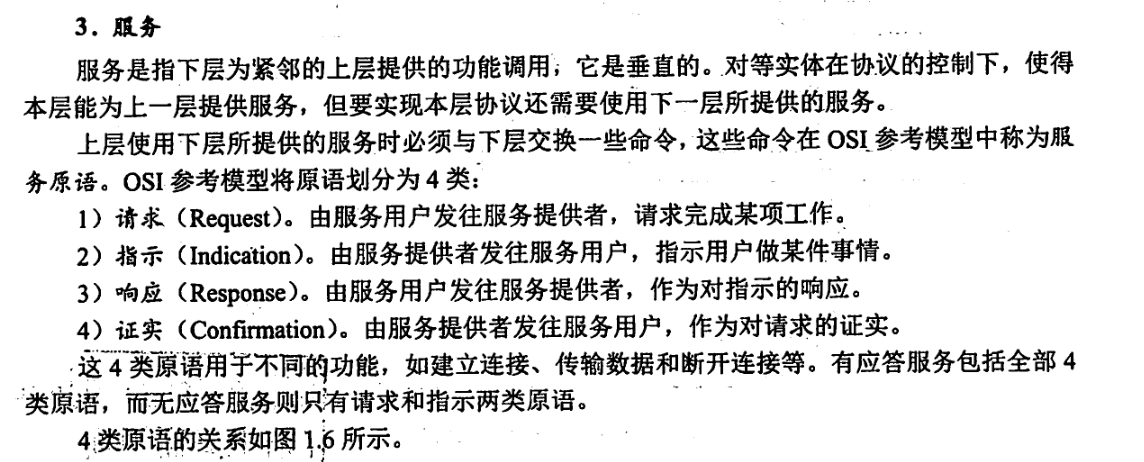 3．服务
服务是指下层为紧邻的上层提供的功能调用，它是垂直的。对等实体在协议的控制下，使得
本层能为上一层提供服务，但要实现本层协议还需要使用下一层所提供的服务。
上层使用下层所提供的服务时必须与下层交换一些命令，这些命令在 OSI 参考模型中称为服
务原语。OSI 参考模型将原语划分为 4 类：
1）请求（Request）。由服务用户发往服务提供者，请求完成某项工作。
2）指示（Indication）。由服务提供者发往服务用户，指示用户做某件事情。
3）响应（Response）。由服务用户发往服务提供者，作为对指示的响应。
4）证实（Confirmation）。由服务提供者发往服务用户，作为对请求的证实。
这 4 类原语用于不同的功能，如建立连接、传输数据和断开连接等。有应答服务包括全部 4
类原语，而无应答服务则只有请求和指示两类原语。
4 类原语的关系如图 1.6 所示。